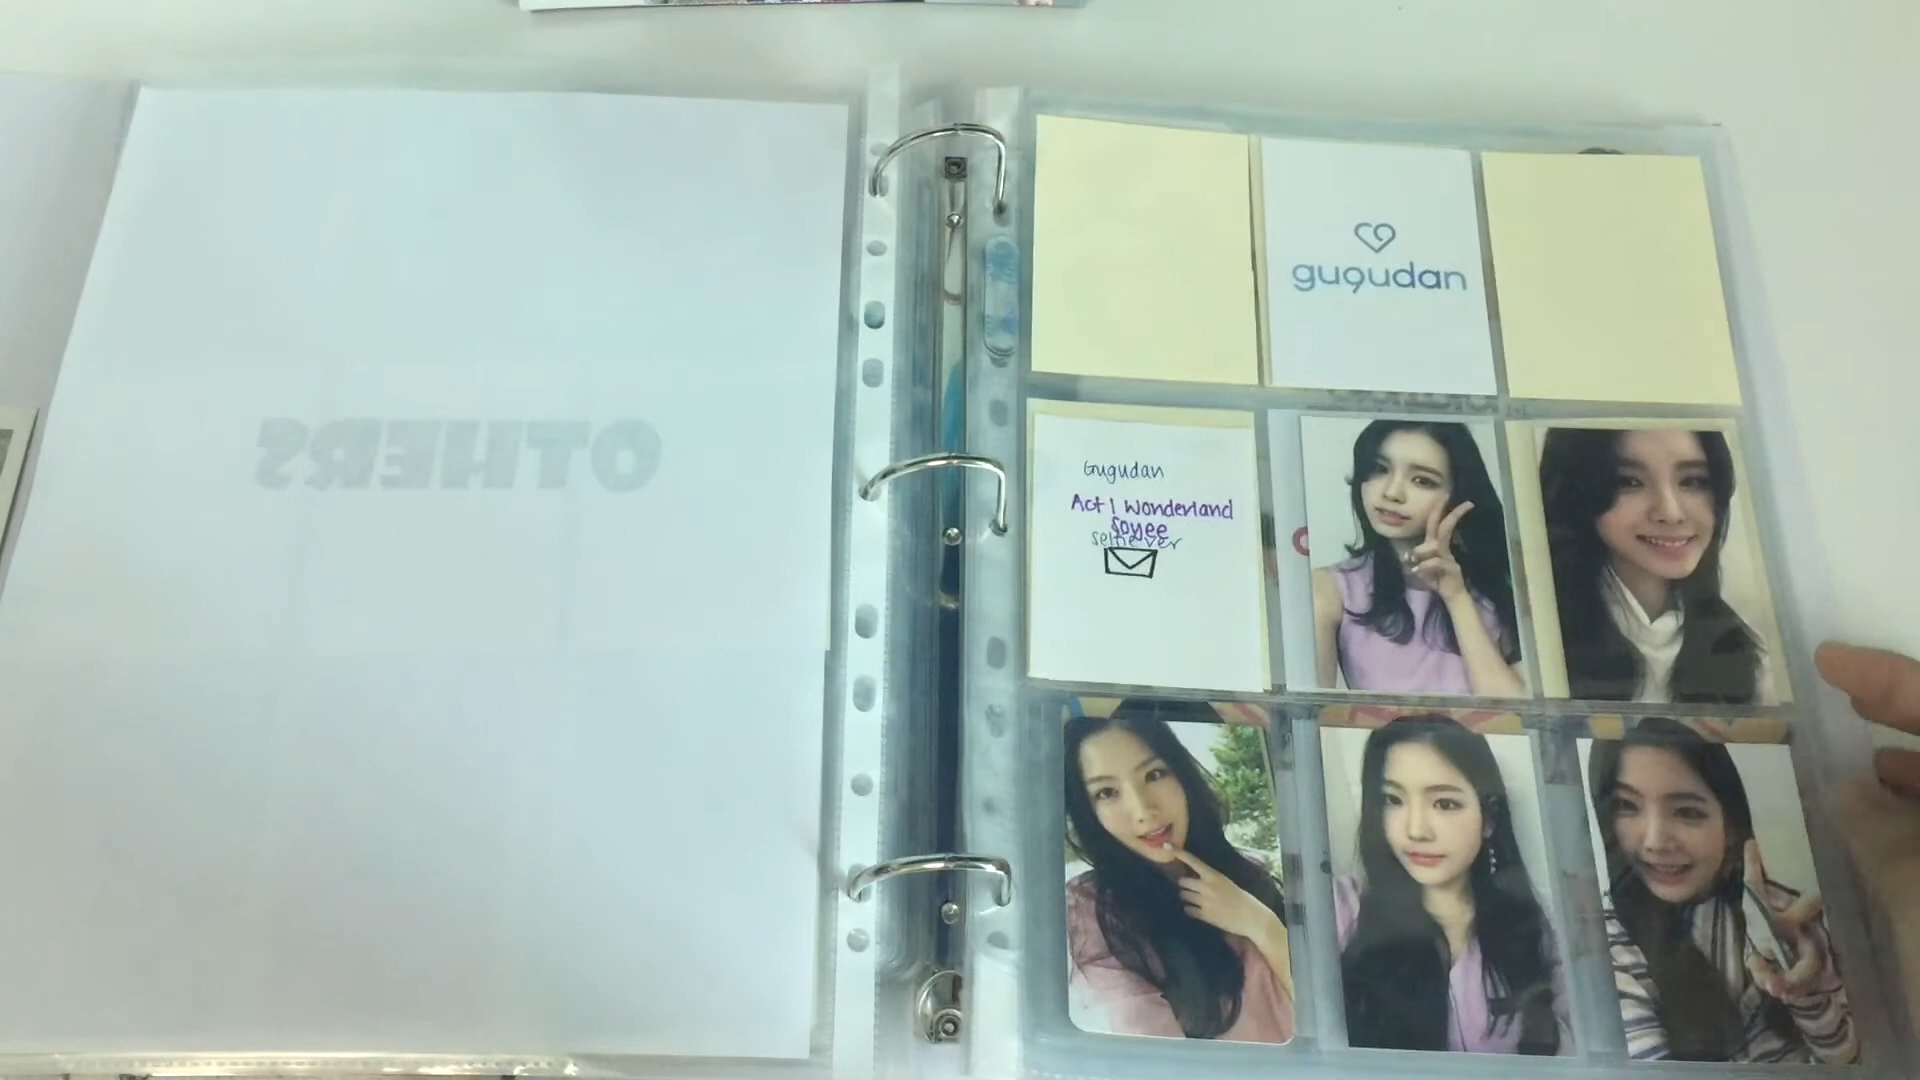 OTHERS
gugudan
Gugudan
Act 1 Wonderland
Soyee
selfie ver